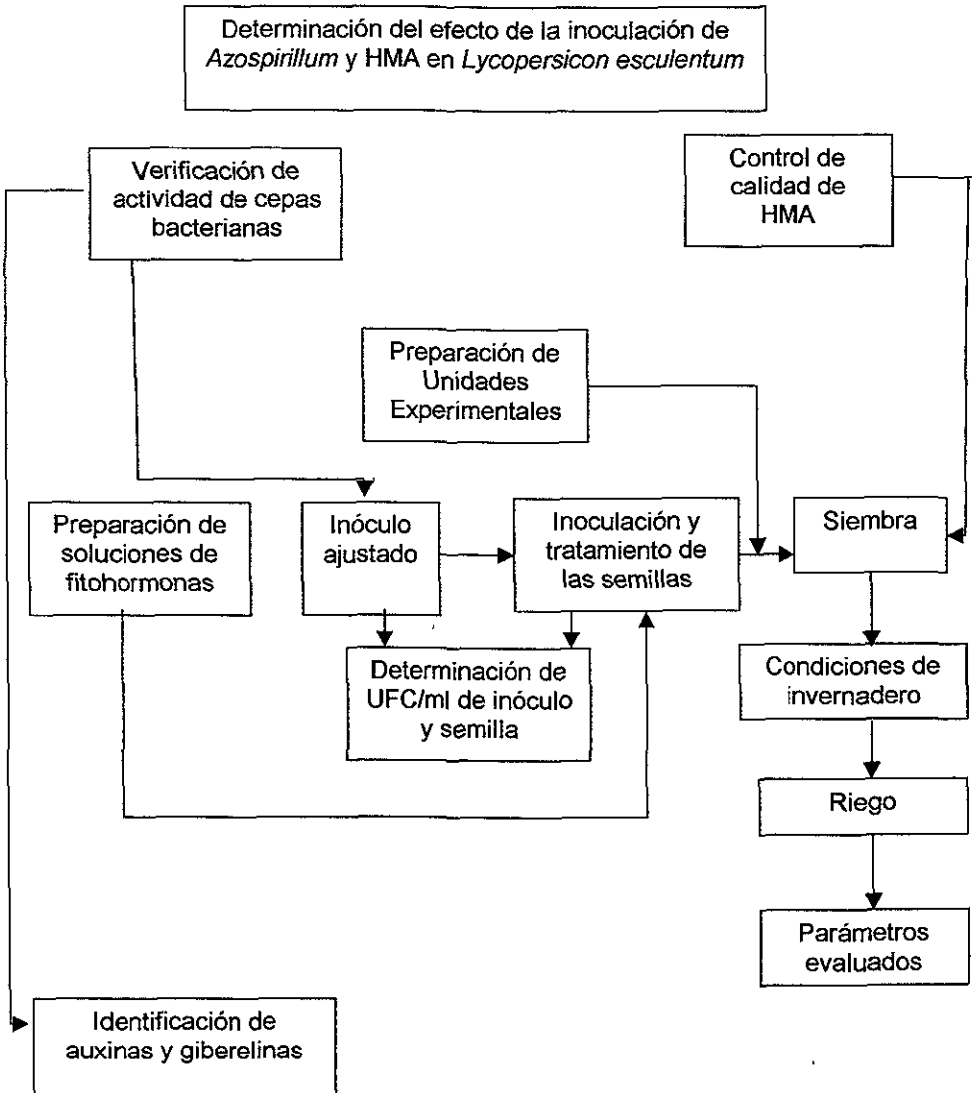 Determinación del efecto de la inoculación de
Azospirillum y HMA en Lycopersicon esculentum
Verificación de
actividad de cepas
bacterianas
Control de
calidad de
HMA
Preparación de
Unidades
Experimentales
Preparación de
soluciones de
fitohormonas
Inóculo
ajustado
Inoculación y
tratamiento de
las semillas
Siembra
Determinación de
UFC/ml de inóculo
y semilla
Condiciones de
invernadero
Riego
Parámetros
evaluados
Identificación de
auxinas y giberelinas